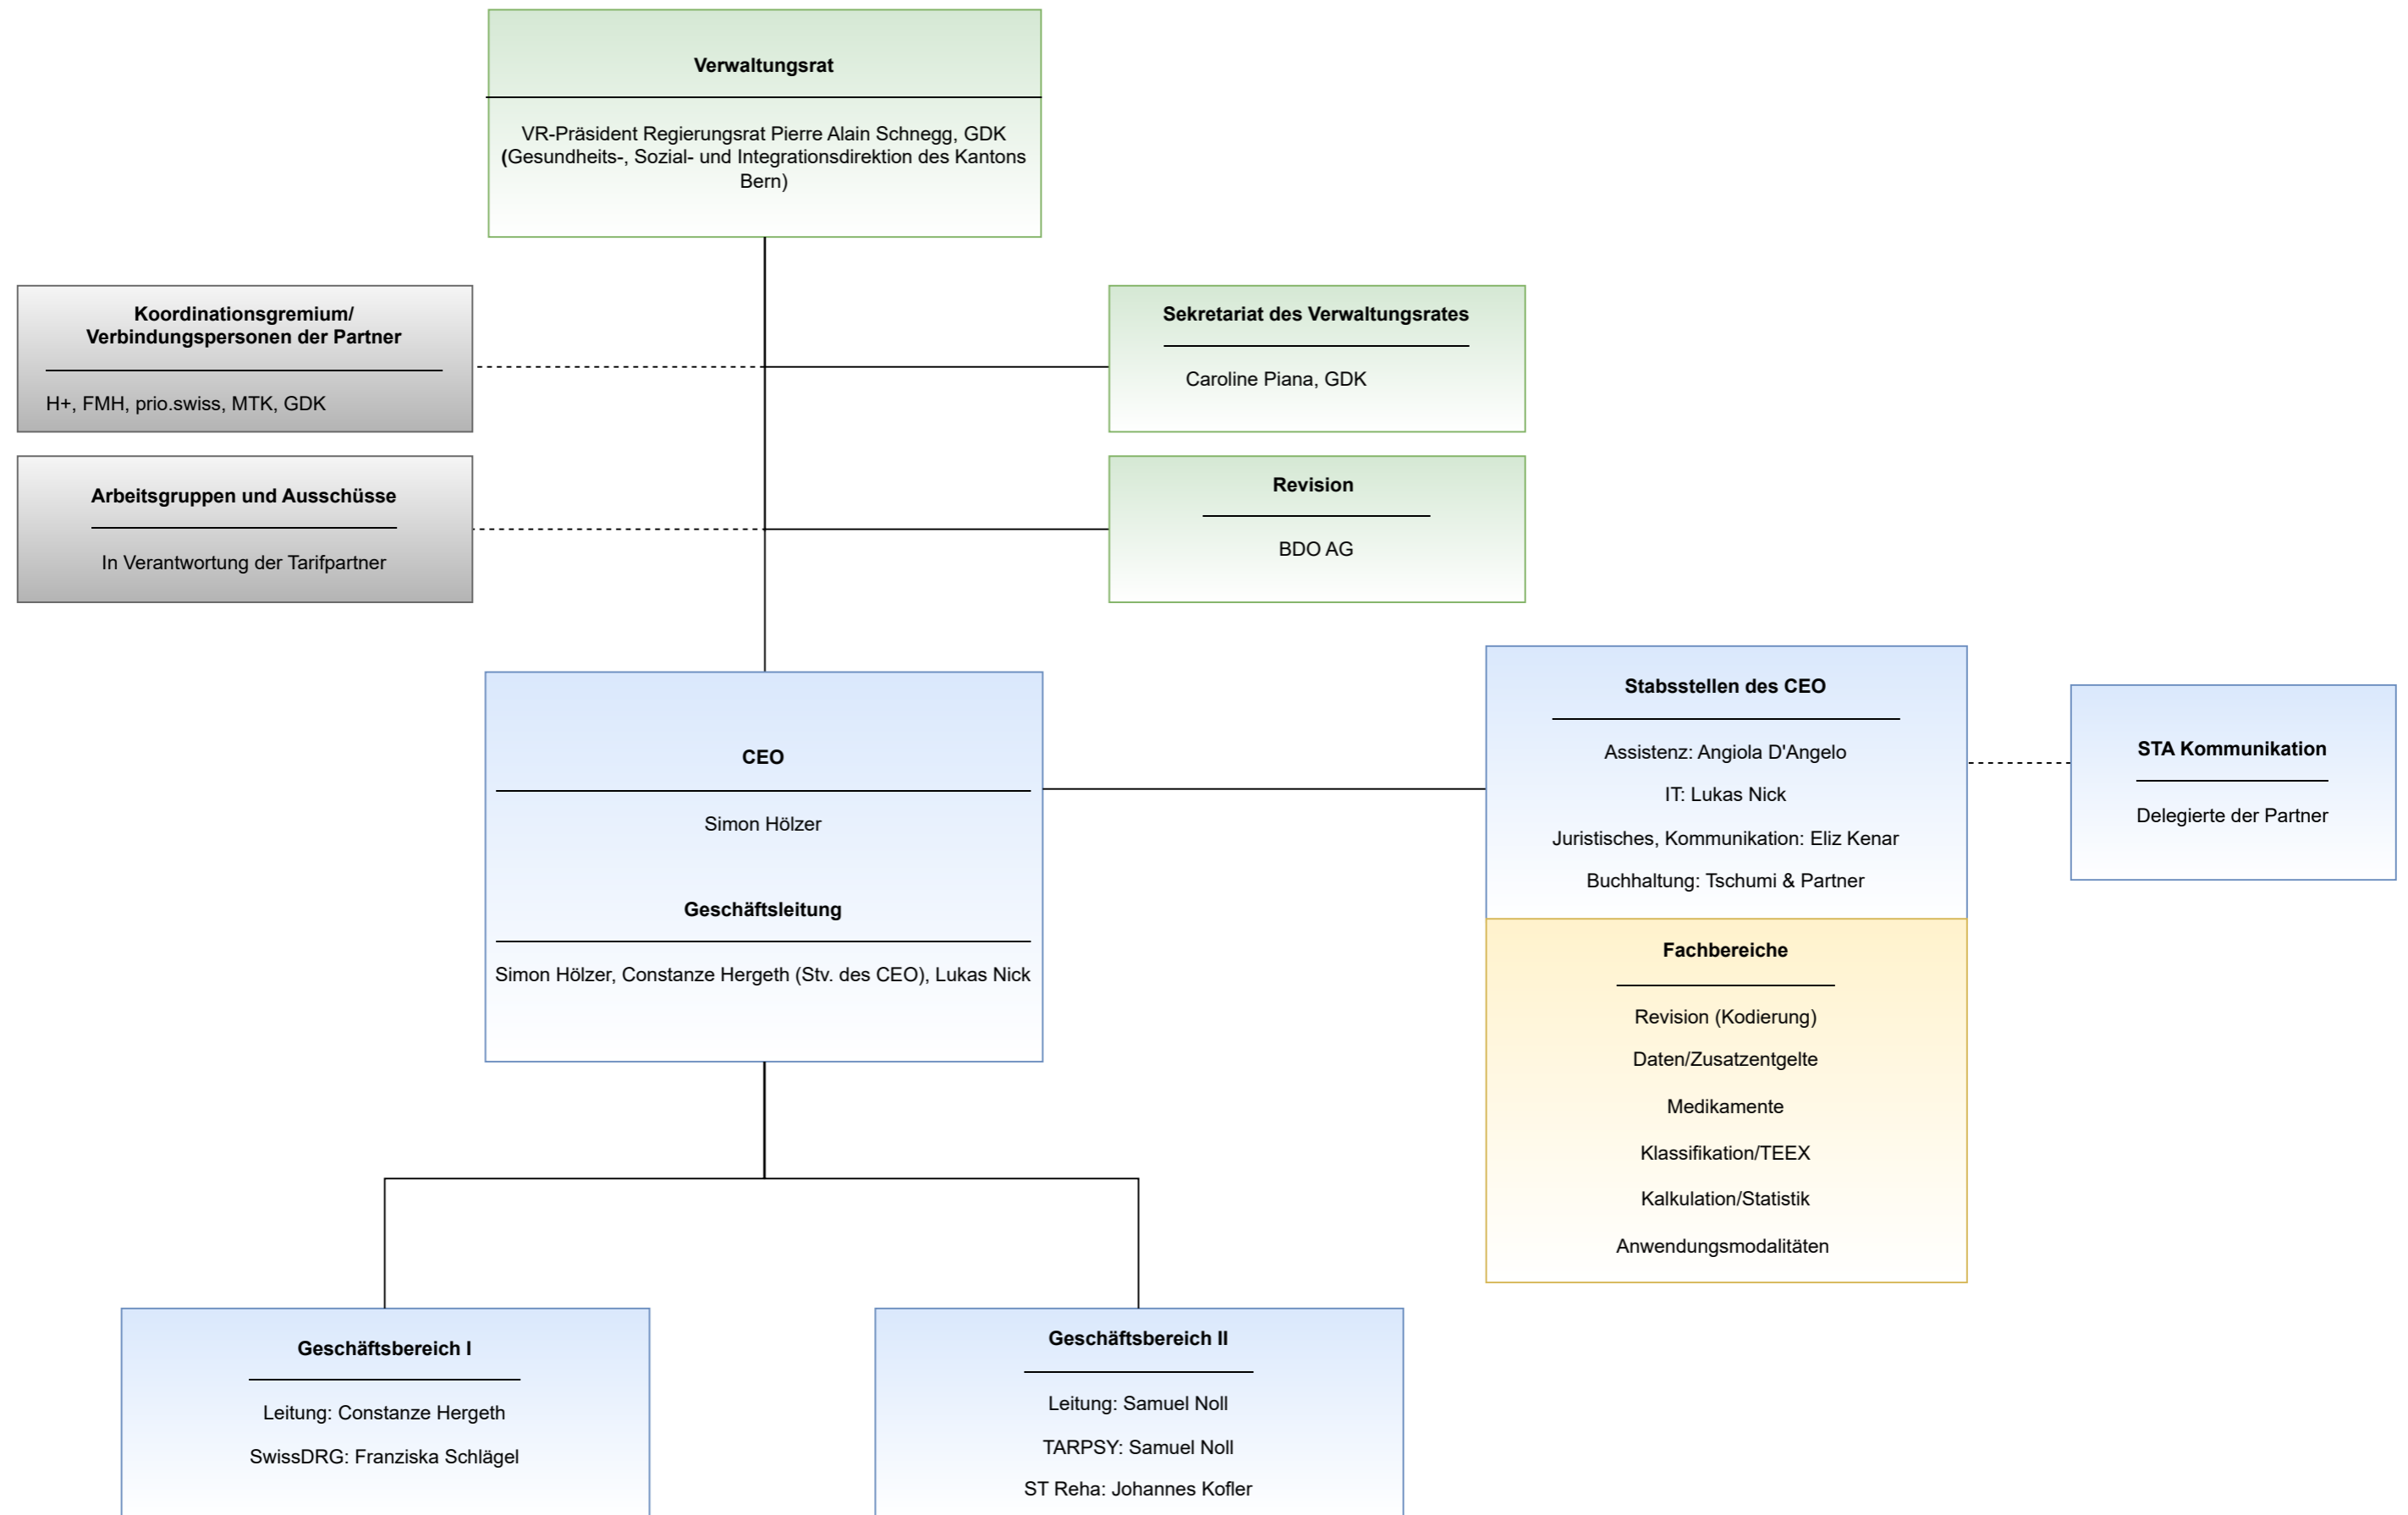 Verwaltungsrat
VR-Präsident Regierungsrat Pierre Alain Schnegg, GDK
(Gesundheits-, Sozial- und Integrationsdirektion des Kantons
Bern)
Koordinationsgremium/
Verbindungspersonen der Partner
H+, FMH, prio.swiss, MTK, GDK
Sekretariat des Verwaltungsrates
Caroline Piana, GDK
Arbeitsgruppen und Ausschüsse
In Verantwortung der Tarifpartner
Revision
BDO AG
CEO
Simon Hölzer
Geschäftsleitung
Simon Hölzer, Constanze Hergeth (Stv. des CEO), Lukas Nick
Stabsstellen des CEO
Assistenz: Angiola D'Angelo
IT: Lukas Nick
Juristisches, Kommunikation: Eliz Kenar
Buchhaltung: Tschumi & Partner
STA Kommunikation
Delegierte der Partner
Fachbereiche
Revision (Kodierung)
Daten/Zusatzentgelte
Medikamente
Klassifikation/TEEX
Kalkulation/Statistik
Anwendungsmodalitäten
Geschäftsbereich I
Leitung: Constanze Hergeth
SwissDRG: Franziska Schlägel
Geschäftsbereich II
Leitung: Samuel Noll
TARPSY: Samuel Noll
ST Reha: Johannes Kofler